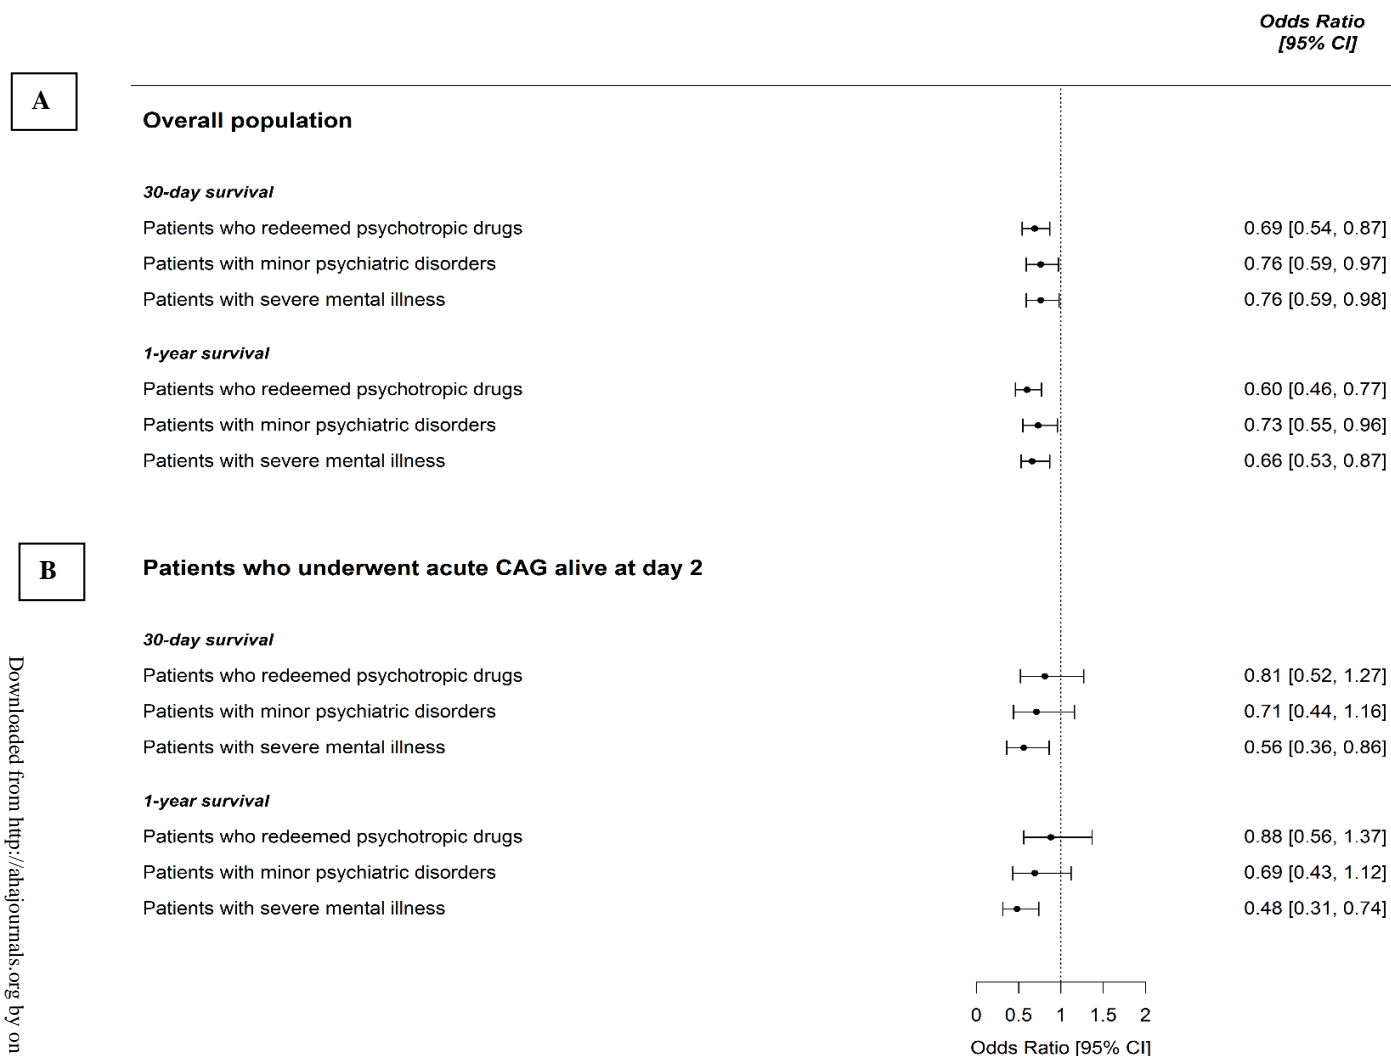 Odds Ratio
[95% CI]
A
Overall population
30-day survival
Patients who redeemed psychotropic drugs 0.69 [0.54, 0.87]
Patients with minor psychiatric disorders 0.76 [0.59, 0.97]
Patients with severe mental illness 0.76 [0.59, 0.98]
1-year survival
Patients who redeemed psychotropic drugs 0.60 [0.46, 0.77]
Patients with minor psychiatric disorders 0.73 [0.55, 0.96]
Patients with severe mental illness 0.66 [0.53, 0.87]
B
Patients who underwent acute CAG alive at day 2
30-day survival
Patients who redeemed psychotropic drugs 0.81 [0.52, 1.27]
Patients with minor psychiatric disorders 0.71 [0.44, 1.16]
Patients with severe mental illness 0.56 [0.36, 0.86]
1-year survival
Patients who redeemed psychotropic drugs 0.88 [0.56, 1.37]
Patients with minor psychiatric disorders 0.69 [0.43, 1.12]
Patients with severe mental illness 0.48 [0.31, 0.74]
0 0.5 1 1.5 2
Odds Ratio [95% CI]
Downloaded from http://ahajournals.org by on